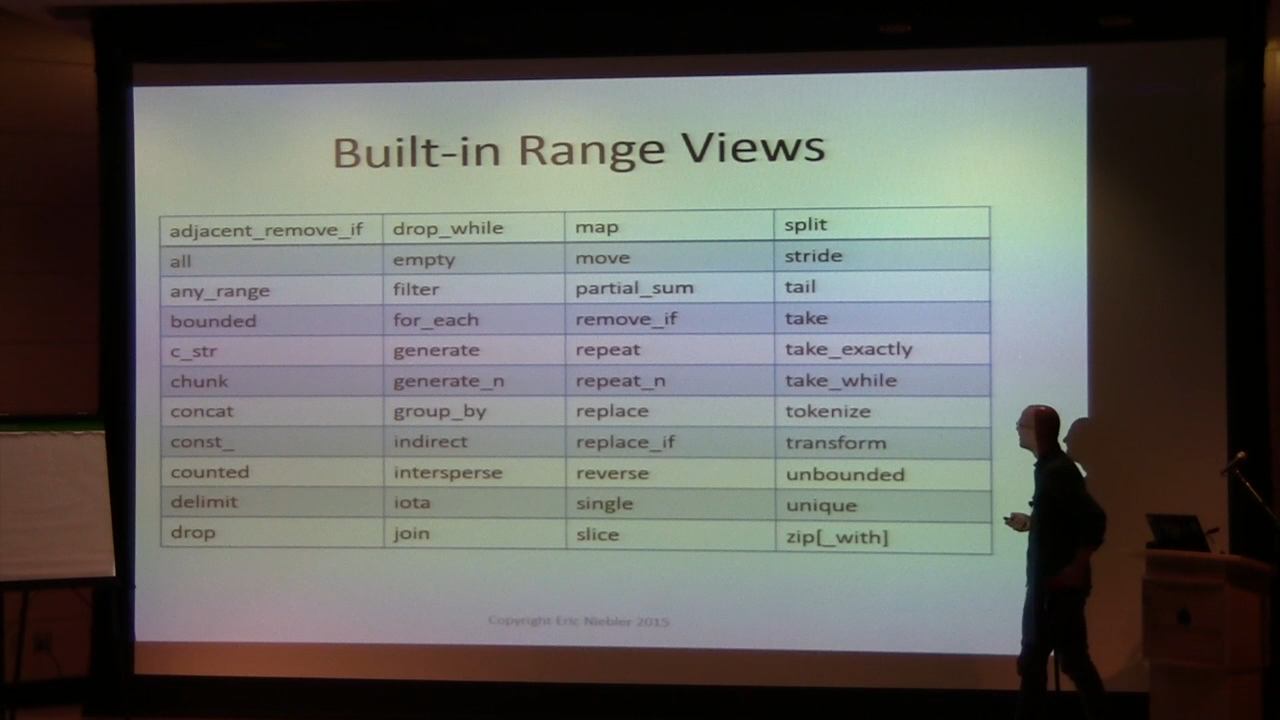 Built-in Range Views
adjacent_remove_if drop_while map split
all empty move stride
any_range filter partial_sum tail
bounded for_each remove_if take
c_str generate repeat take_exactly
chunk generate_n repeat_n take_while
concat group_by replace tokenize
const_ indirect replace_if transform
counted intersperse reverse unbounded
delimit iota single unique
drop join slice zip[_with]
Copyright Eric Niebler 2015